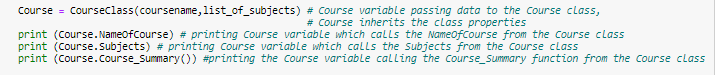 Course = CourseClass(coursename,list_of_subjects) # Course variable passing data to the Course class,
# Course inherits the class properties
print (Course.NameOfCourse) # printing Course variable which calls the NameOfCourse from the Course class
print (Course.Subjects) # printing Course variable which calls the Subjects from the Course class
print (Course.Course_Summary()) #printing the Course variable calling the Course_Summary function from the Course class